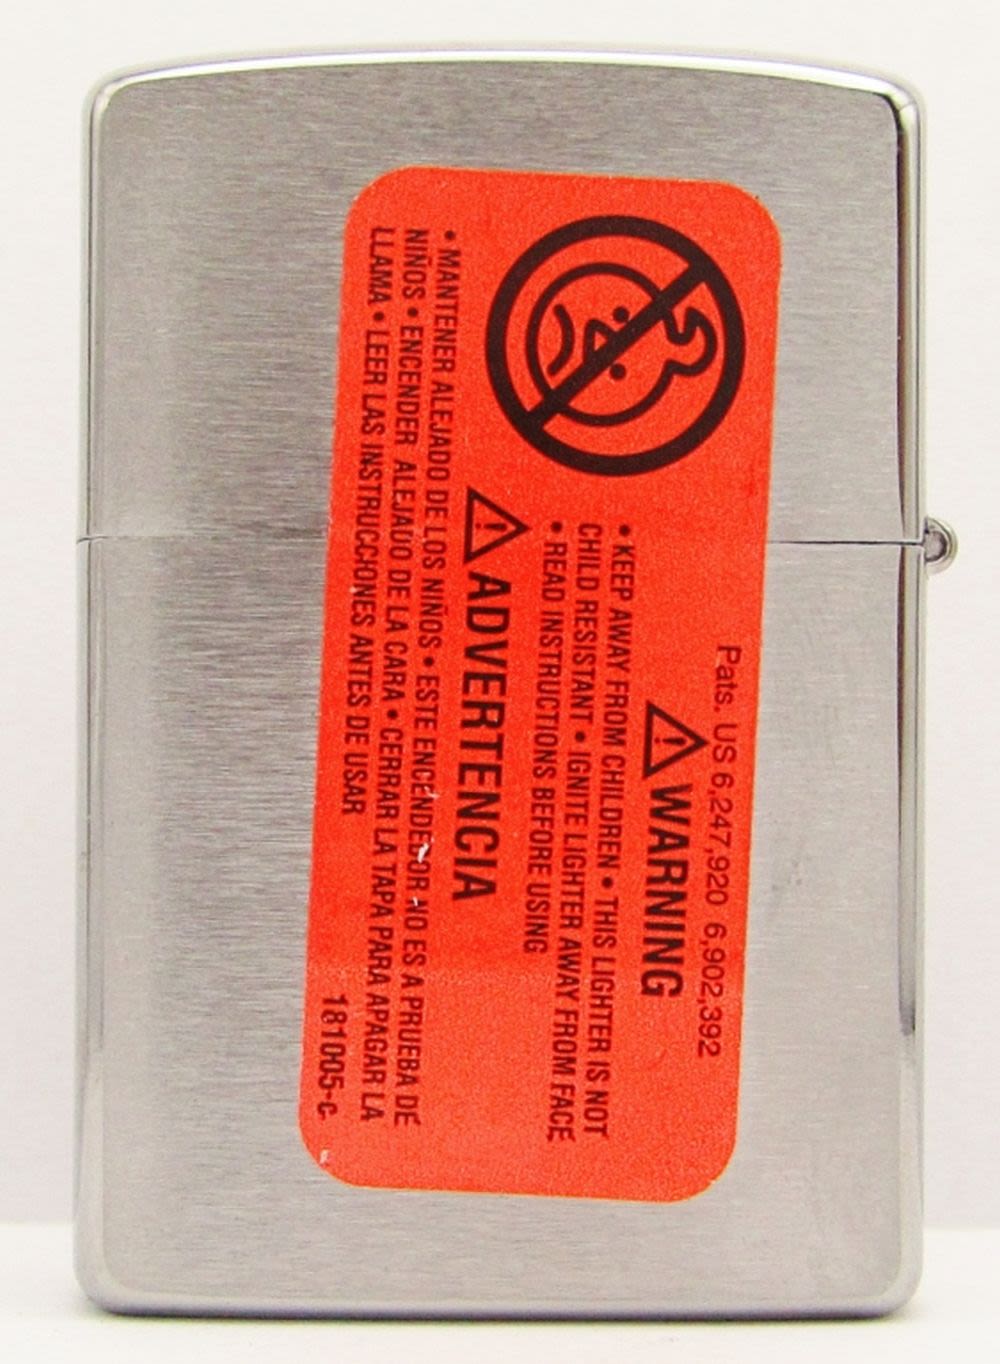 Pats. US 6,247,920 6,902,392
WARNING
• KEEP AWAY FROM CHILDREN • THIS LIGHTER IS NOT
CHILD RESISTANT • IGNITE LIGHTER AWAY FROM FACE
• READ INSTRUCTIONS BEFORE USING
ADVERTENCIA
• MANTENER ALEJADO DE LOS NIÑOS • ESTE ENCENDEDOR NO ES A PRUEBA DE
NIÑOS • ENCENDER ALEJADO DE LA CARA • CERRAR LA TAPA PARA APAGAR LA
LLAMA • LEER LAS INSTRUCCIONES ANTES DE USAR
181005-c